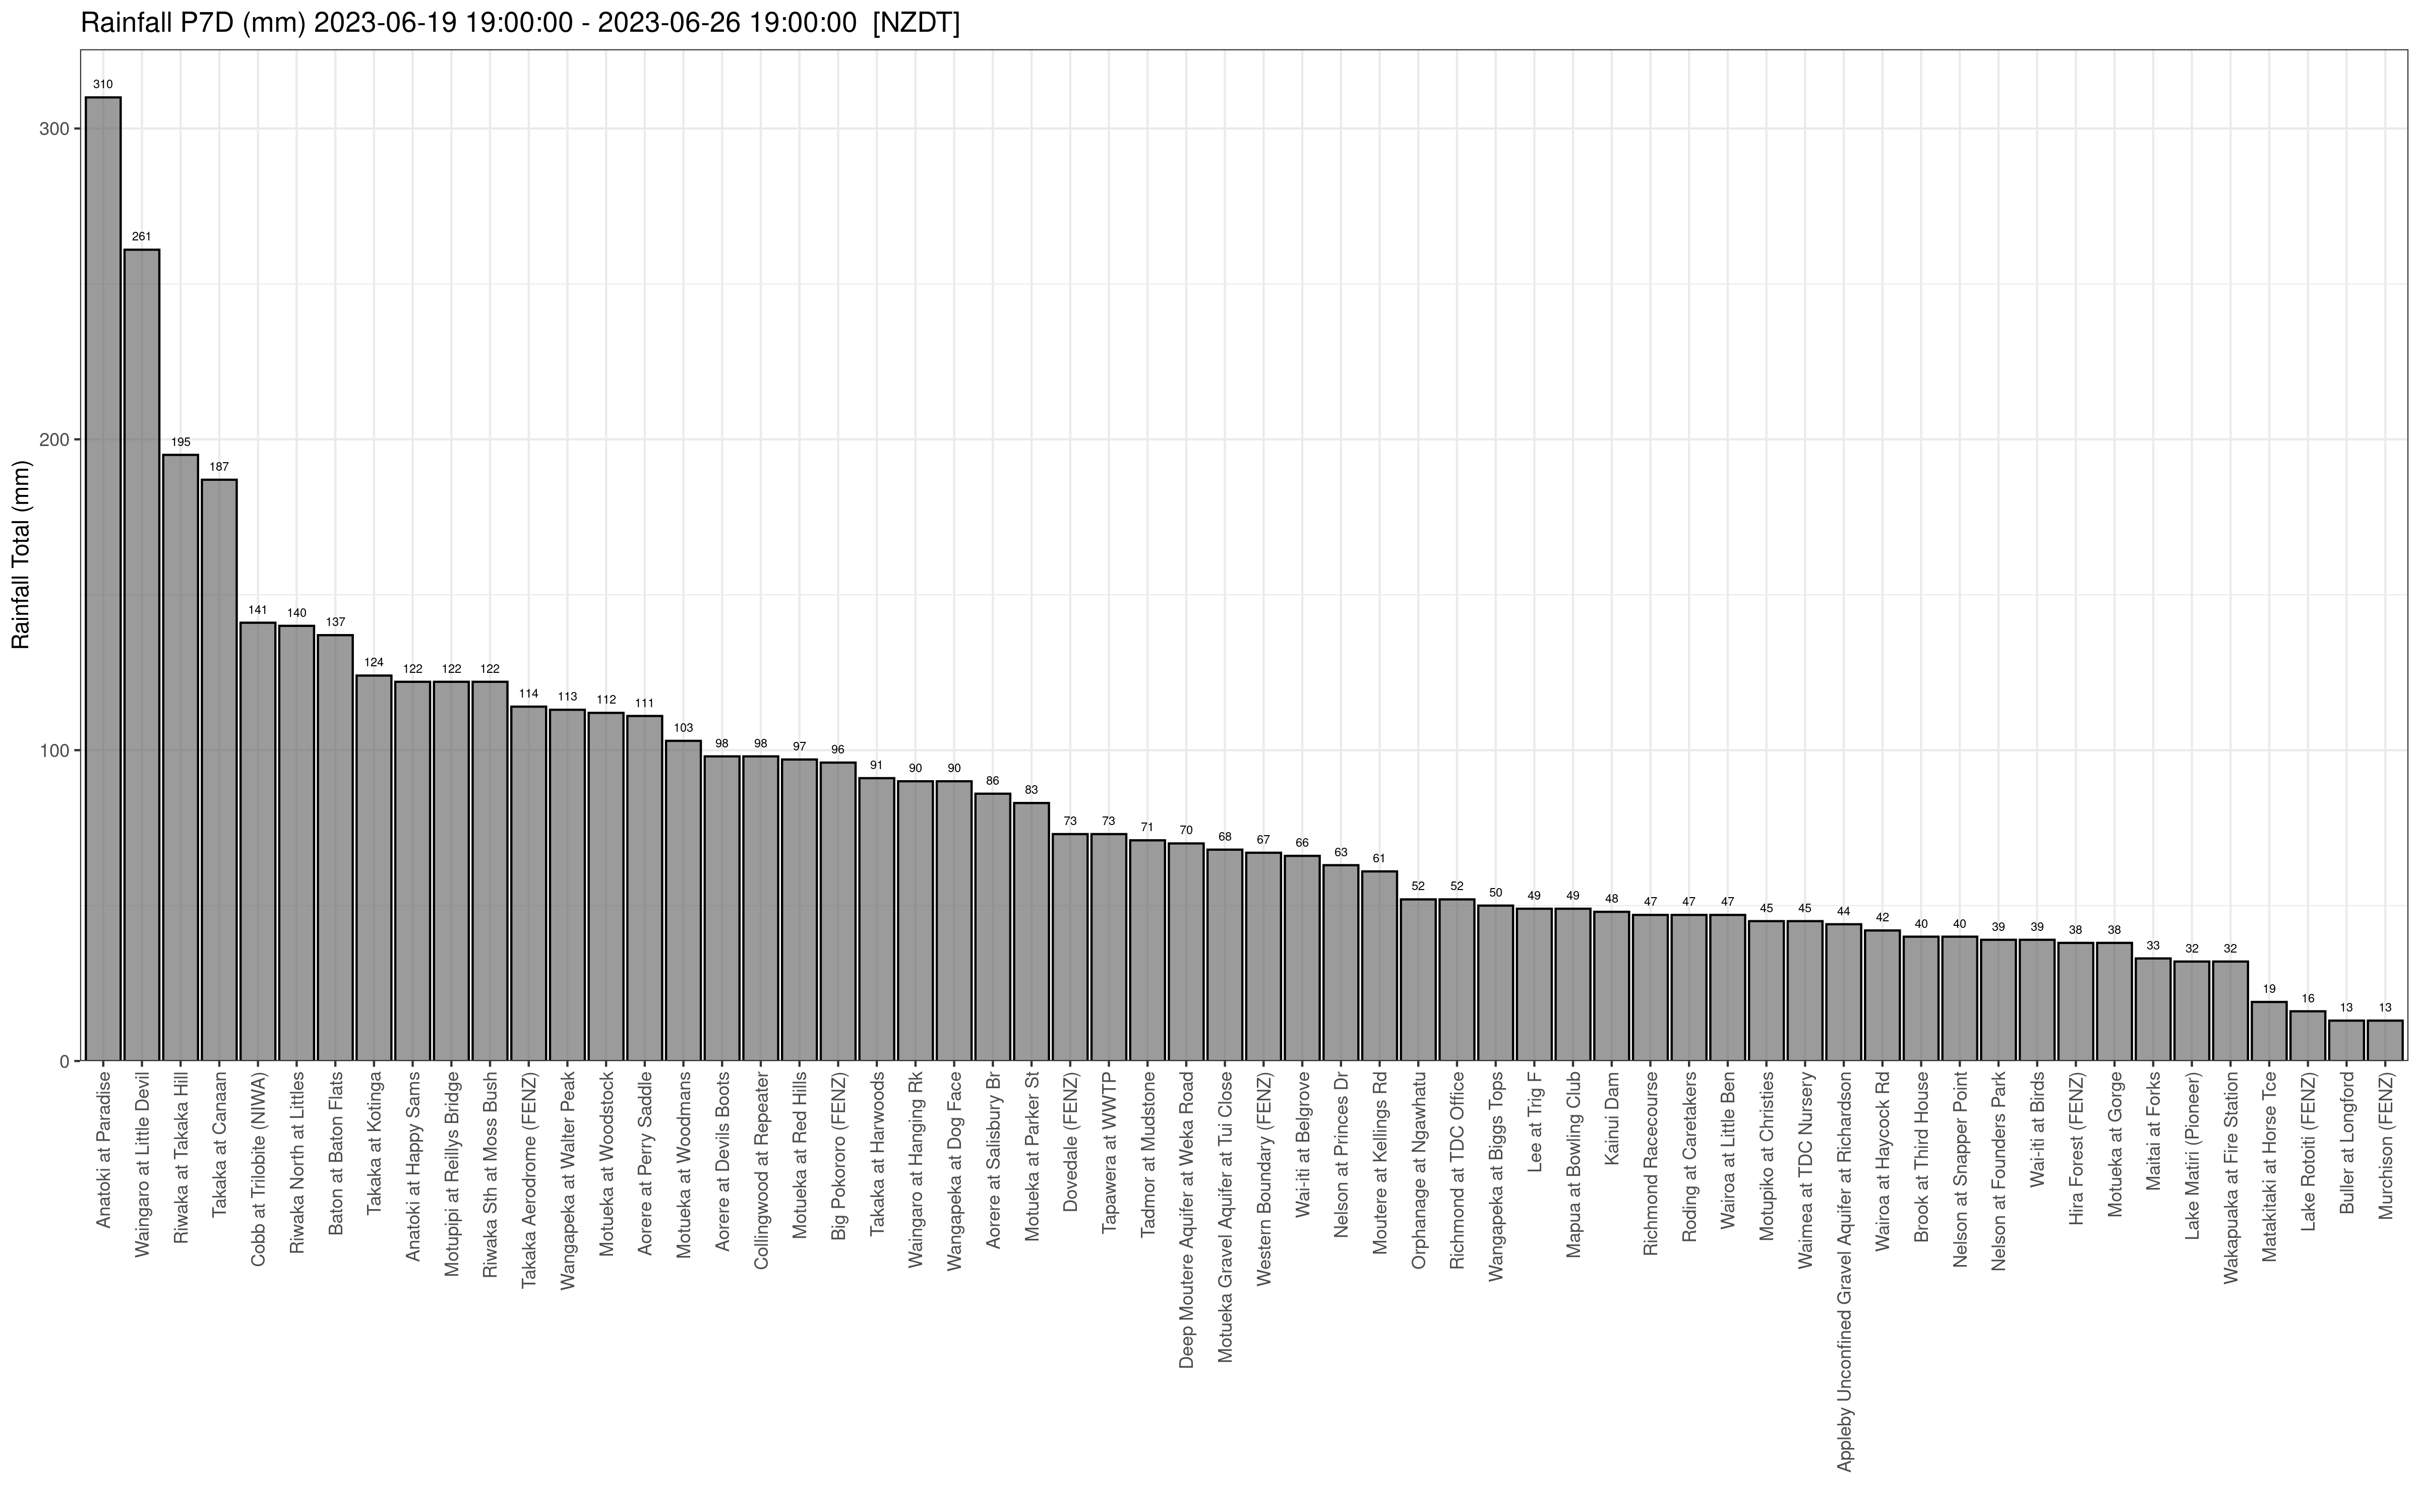 Rainfall P7D (mm) 2023-06-19 19:00:00 - 2023-06-26 19:00:00 [NZDT]
Rainfall Total (mm)
300
200
100
0
310
261
195
187
141
140
137
124
122
122
122
114
113
112
111
103
98
98
97
96
91
90
90
86
83
73
73
71
70
68
67
66
63
61
52
52
50
49
49
48
47
47
47
45
45
44
42
40
40
39
39
38
38
33
32
32
19
16
13
13
Anatoki at Paradise
Waingaro at Little Devil
Riwaka at Takaka Hill
Takaka at Canaan
Cobb at Trilobite (NIWA)
Riwaka North at Littles
Baton at Baton Flats
Takaka at Kotinga
Anatoki at Happy Sams
Motupipi at Reillys Bridge
Riwaka Sth at Moss Bush
Takaka Aerodrome (FENZ)
Wangapeka at Walter Peak
Motueka at Woodstock
Aorere at Perry Saddle
Motueka at Woodmans
Aorere at Devils Boots
Collingwood at Repeater
Motueka at Red Hills
Big Pokororo (FENZ)
Takaka at Harwoods
Waingaro at Hanging Rk
Wangapeka at Dog Face
Aorere at Salisbury Br
Motueka at Parker St
Dovedale (FENZ)
Tapawera at WWTP
Tadmor at Mudstone
Deep Moutere Aquifer at Weka Road
Motueka Gravel Aquifer at Tui Close
Western Boundary (FENZ)
Wai-iti at Belgrove
Nelson at Princes Dr
Moutere at Kellings Rd
Orphanage at Ngawhatu
Richmond at TDC Office
Wangapeka at Biggs Tops
Lee at Trig F
Mapua at Bowling Club
Kainui Dam
Richmond Racecourse
Roding at Caretakers
Wairoa at Little Ben
Motupiko at Christies
Waimea at TDC Nursery
Appleby Unconfined Gravel Aquifer at Richardson
Wairoa at Haycock Rd
Brook at Third House
Nelson at Snapper Point
Nelson at Founders Park
Wai-iti at Birds
Hira Forest (FENZ)
Motueka at Gorge
Maitai at Forks
Lake Matiri (Pioneer)
Wakapuaka at Fire Station
Matakitaki at Horse Tce
Lake Rotoiti (FENZ)
Buller at Longford
Murchison (FENZ)